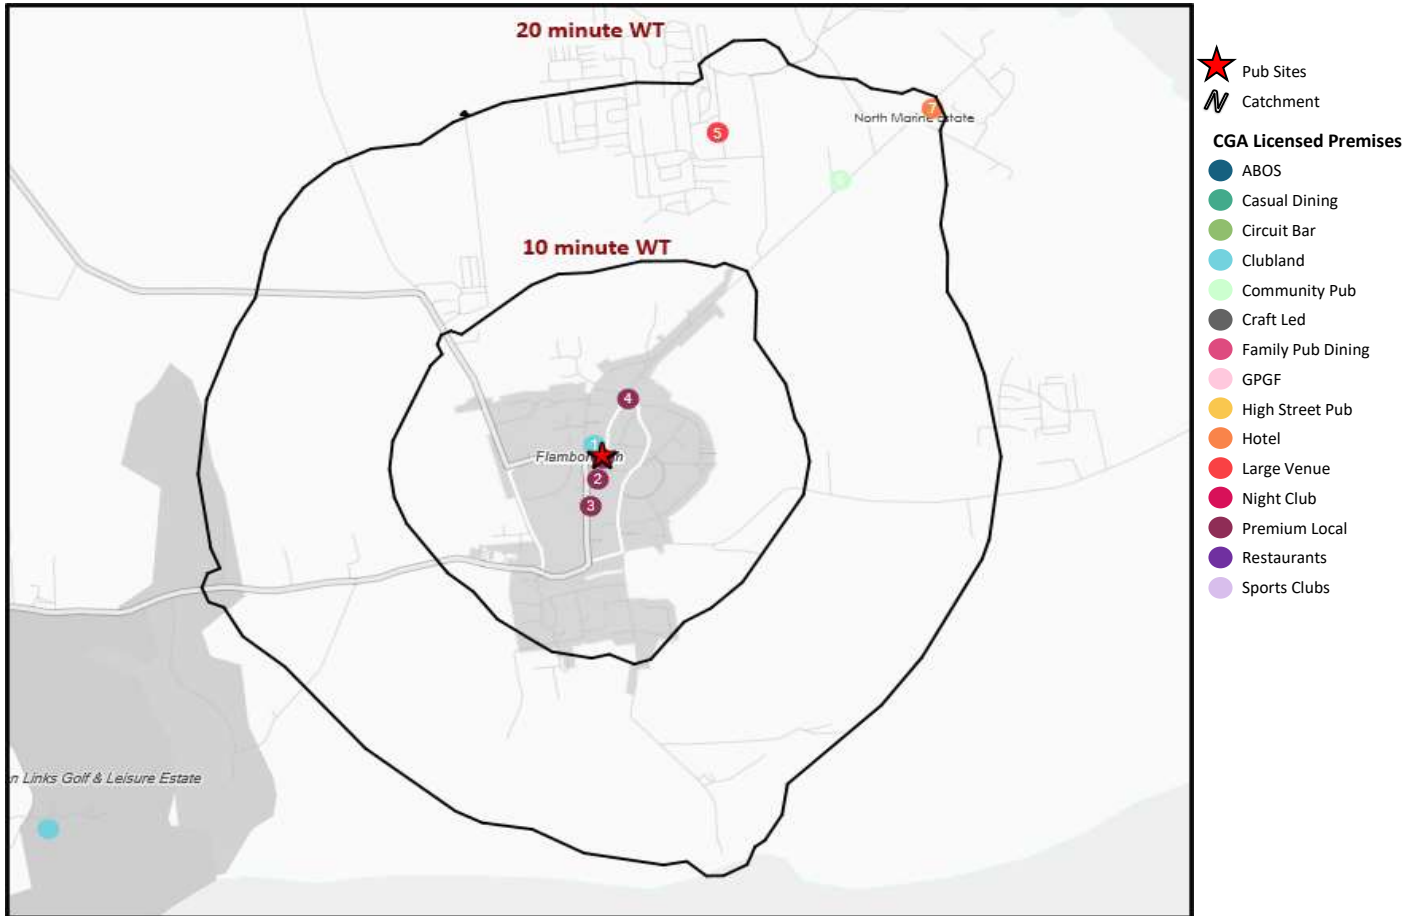 20 minute WT
7
North Marine Estate
5
10 minute WT
4
1
2
3
n Links Golf & Leisure Estate
Pub Sites
Catchment
CGA Licensed Premises
ABOS
Casual Dining
Circuit Bar
Clubland
Community Pub
Craft Led
Family Pub Dining
GPGF
High Street Pub
Hotel
Large Venue
Night Club
Premium Local
Restaurants
Sports Clubs